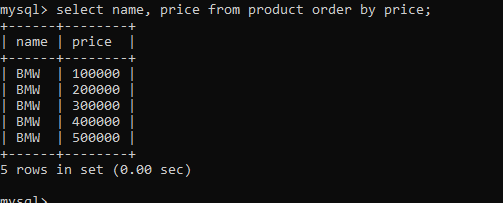 mysql> select name, price from product order by price;
+------+--------+
| name | price  |
+------+--------+
| BMW  | 100000 |
| BMW  | 200000 |
| BMW  | 300000 |
| BMW  | 400000 |
| BMW  | 500000 |
+------+--------+
5 rows in set (0.00 sec)
mysql>